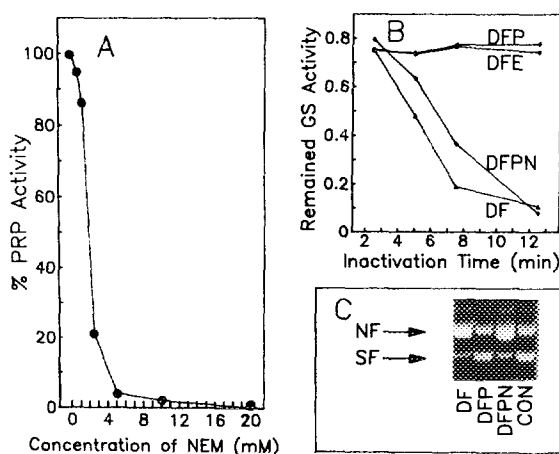 A
100
80
60
40
20
0
% PRP Activity
0 4 8 12 16 20
Concentration of NEM (mM)
B
0.8
0.6
0.4
0.2
0
Remained GS Activity
DFP
DFE
DFPN
DF
2 4 6 8 10 12
Inactivation Time (min)
C
NF
SF
DF
DFP
DFPN
CON